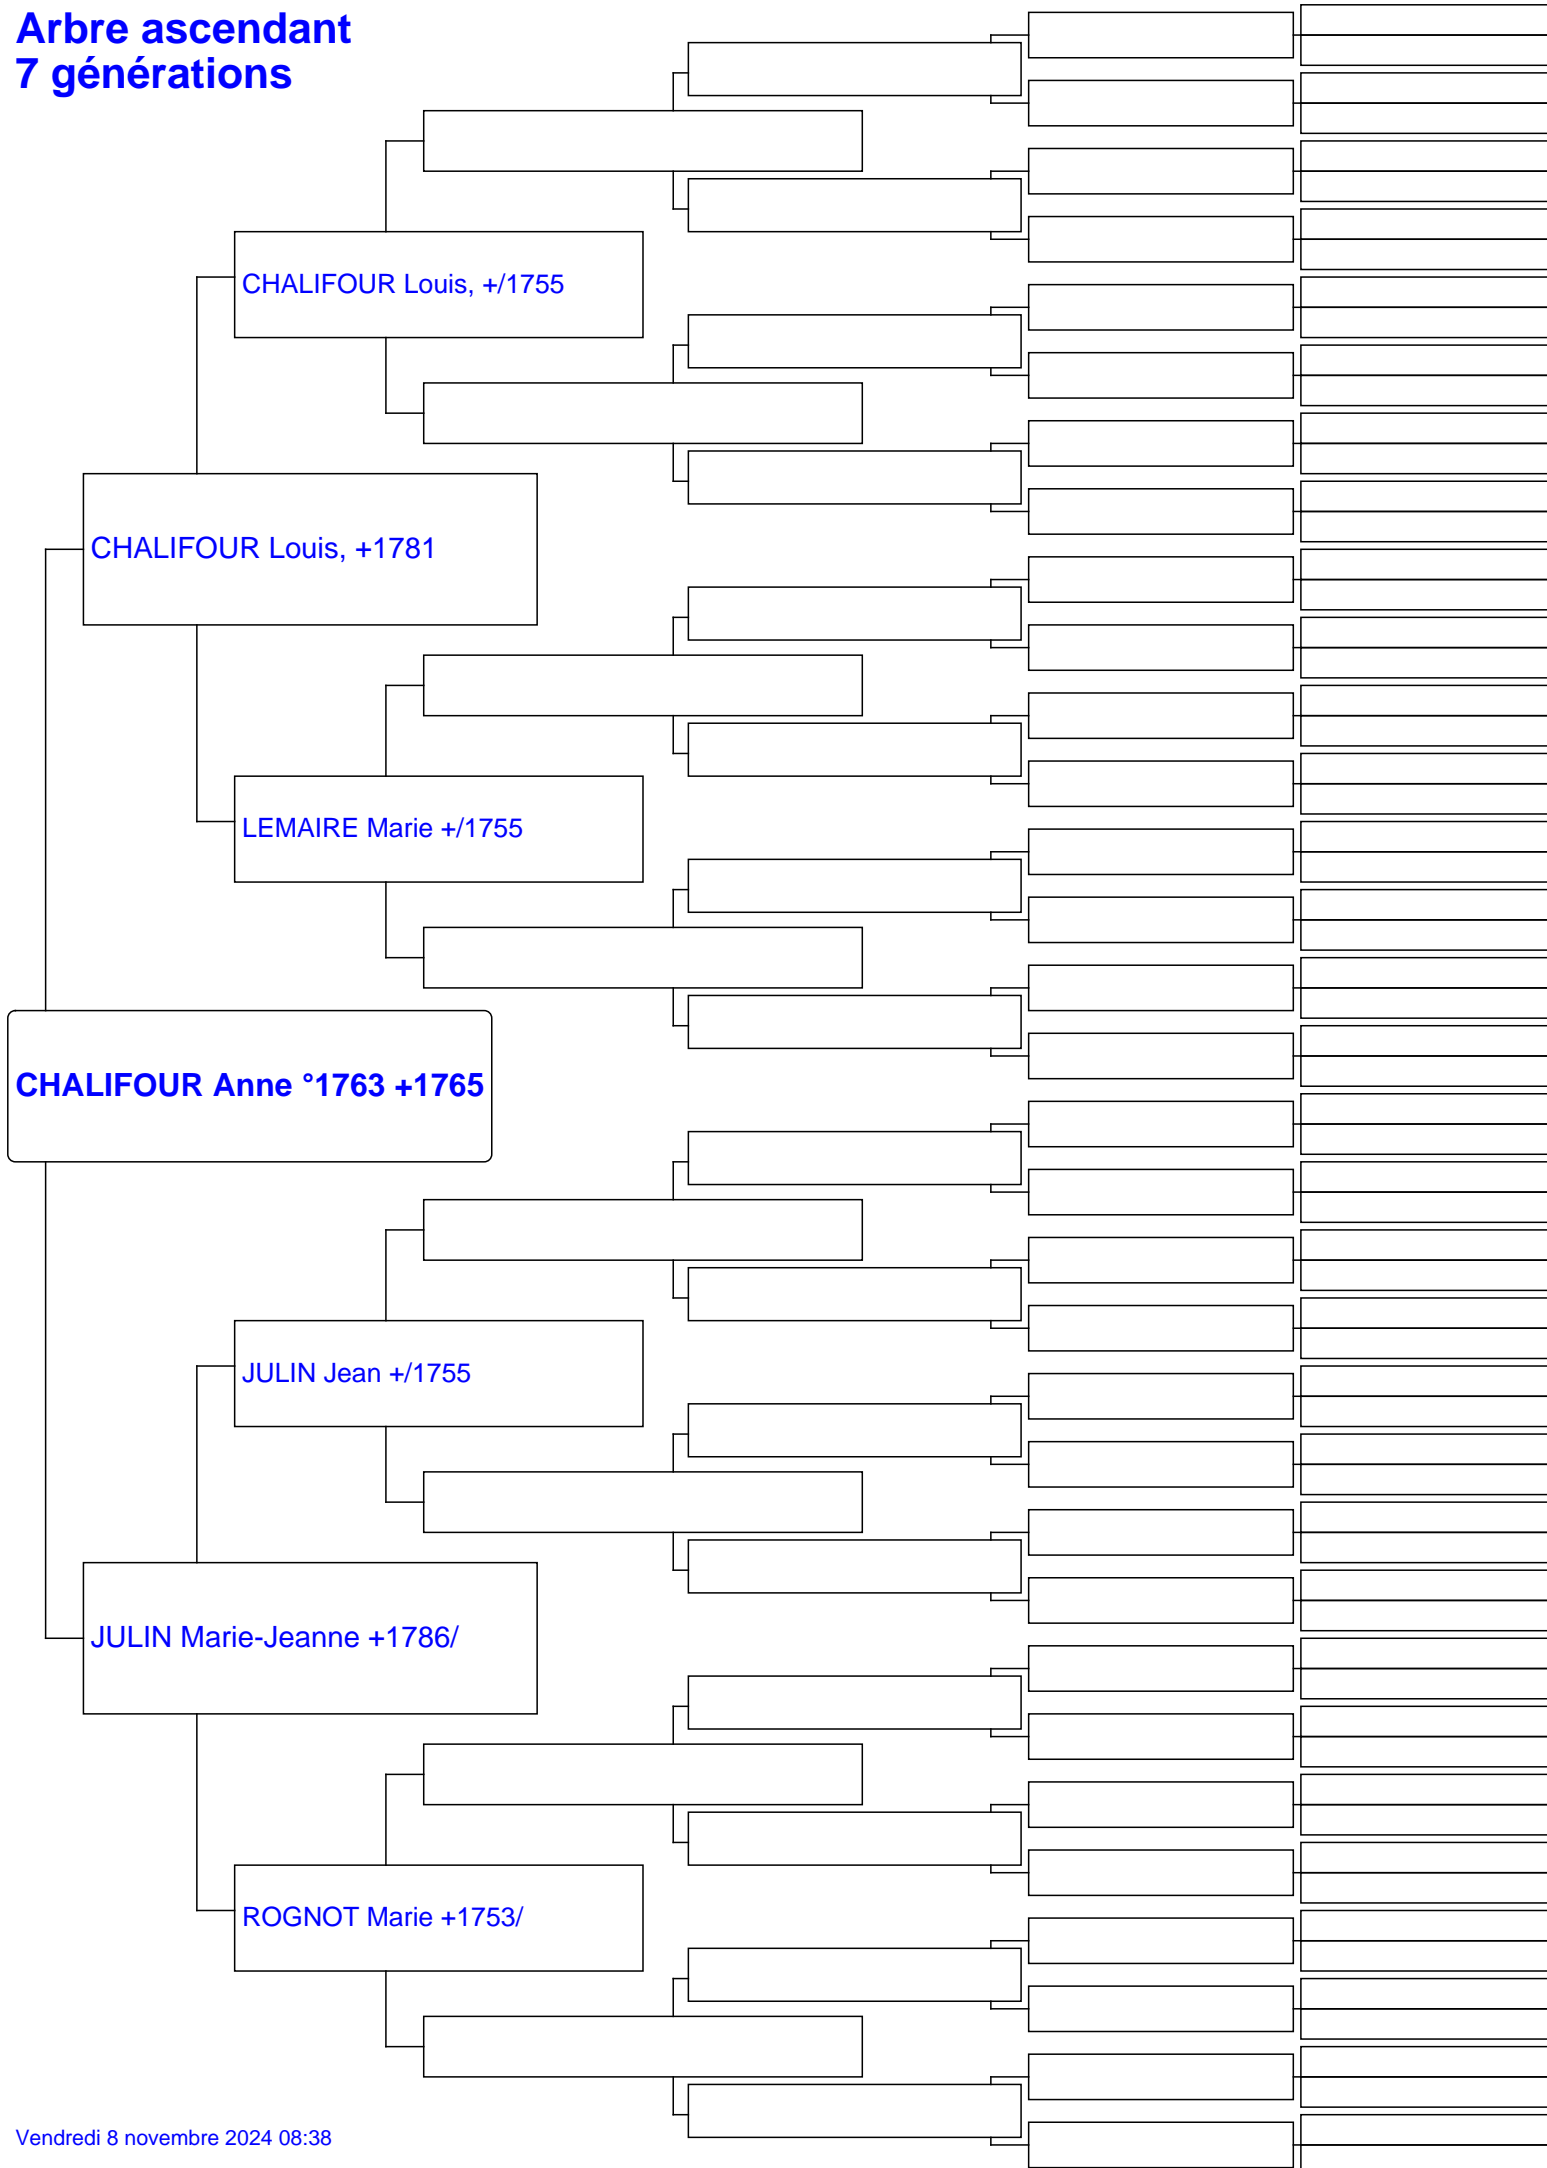 Arbre ascendant
7 générations
CHALIFOUR Louis, +/1755
CHALIFOUR Louis, +1781
LEMAIRE Marie +/1755
CHALIFOUR Anne °1763 +1765
JULIN Jean +/1755
JULIN Marie-Jeanne +1786/
ROGNOT Marie +1753/
Vendredi 8 novembre 2024 08:38